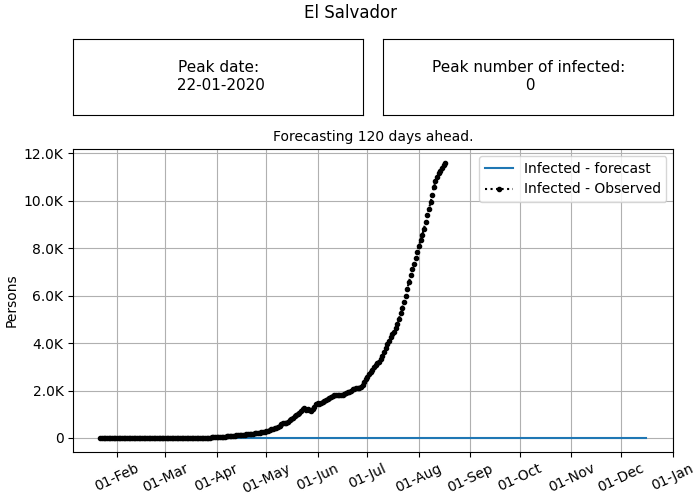 El Salvador
Peak date:
22-01-2020
Peak number of infected:
0
Forecasting 120 days ahead.
12.0K
10.0K
8.0K
6.0K
4.0K
2.0K
0
Persons
Infected - forecast
Infected - Observed
01-Feb
01-Mar
01-Apr
01-May
01-Jun
01-Jul
01-Aug
01-Sep
01-Oct
01-Nov
01-Dec
01-Jan